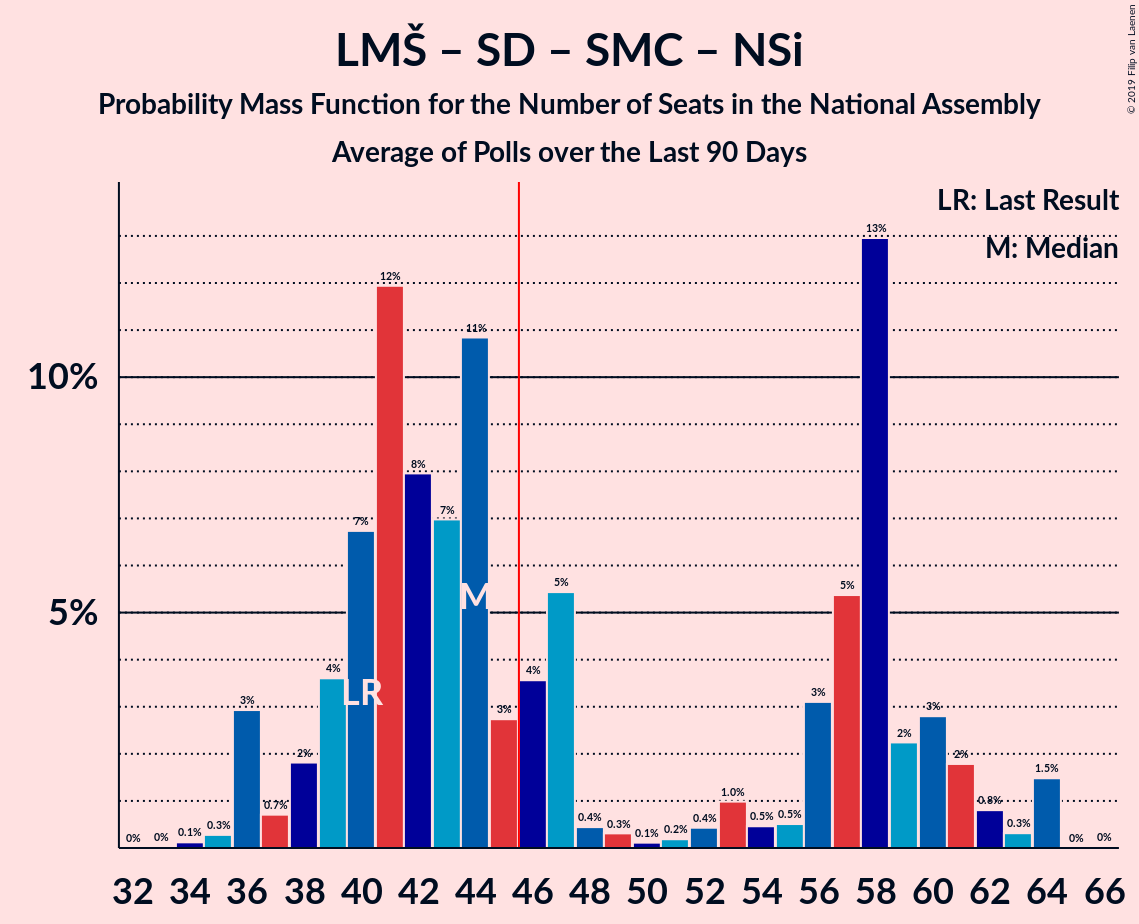 LMŠ – SD – SMC – NSi
Probability Mass Function for the Number of Seats in the National Assembly
Average of Polls over the Last 90 Days
© 2019 Filip van Laenen
LR: Last Result
M: Median
10%
5%
0% 0% 0.1% 0.3% 3% 0.7% 2% 4% 7% 12% 8% 7% 11% 3% 4% 5% 0.4% 0.3% 0.1% 0.2% 0.4% 1.0% 0.5% 0.5% 3% 5% 13% 2% 3% 2% 0.8% 0.3% 1.5% 0% 0%
LR
M
32 34 36 38 40 42 44 46 48 50 52 54 56 58 60 62 64 66